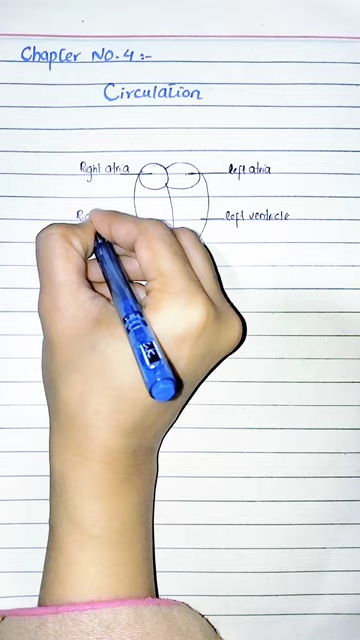 Chapter NO. 4:-
Circulation
Right atria left atria
left ventricle